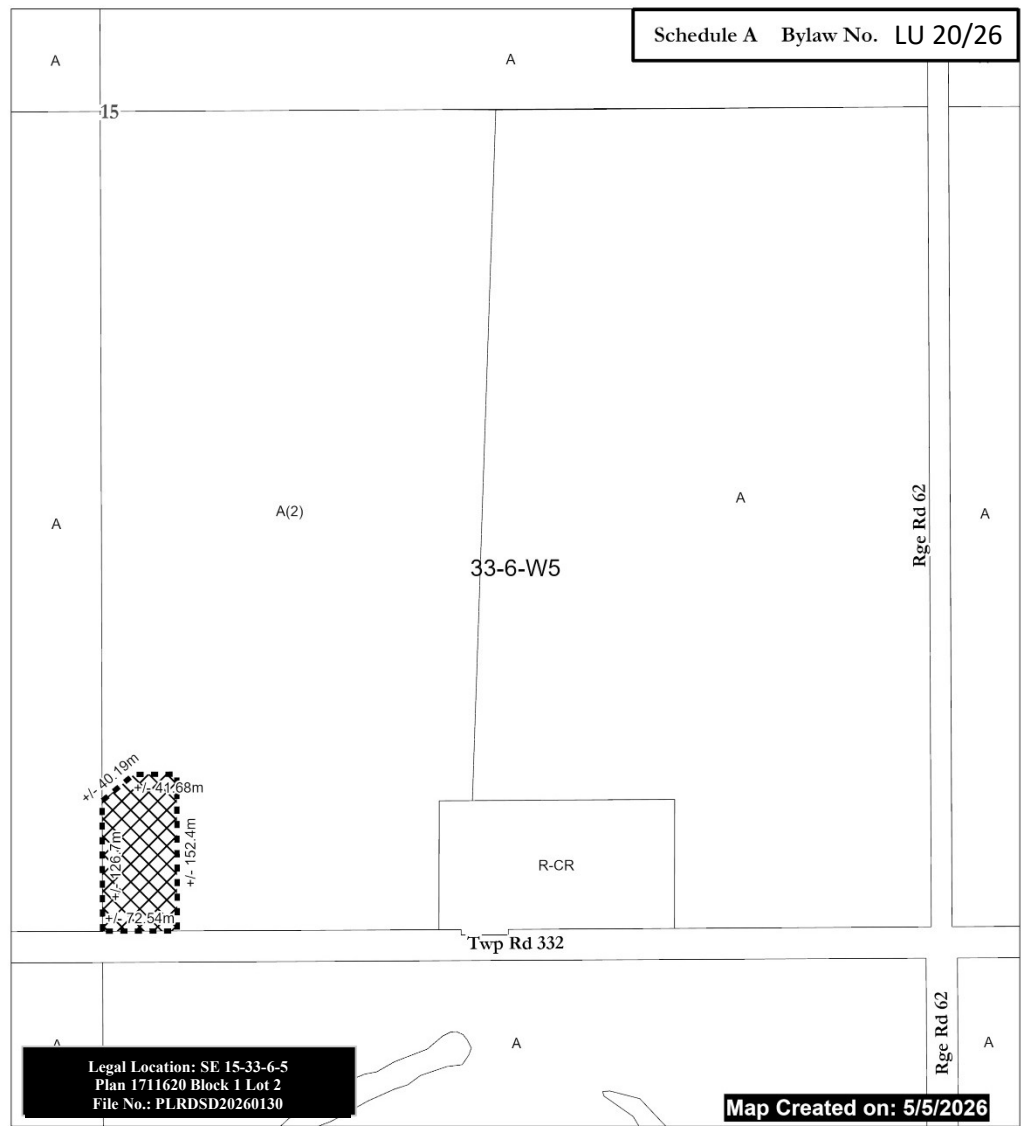 Schedule A Bylaw No. LU 20/26
A
A
15
A(2)
A
A
A
33-6-W5
Rge Rd 62
+/- 40.19m
+/- 41.68m
+/- 126.7m
+/- 152.4m
+/- 72.54m
R-CR
Twp Rd 332
Rge Rd 62
A
A
Legal Location: SE 15-33-6-5
Plan 1711620 Block 1 Lot 2
File No.: PLRDSD20260130
Map Created on: 5/5/2026